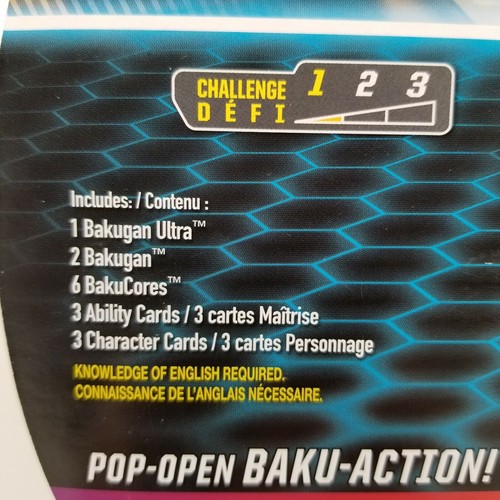 CHALLENGE 1 2 3
DÉFI
Includes: / Contenu :
1 Bakugan Ultra™
2 Bakugan™
6 BakuCores™
3 Ability Cards / 3 cartes Maîtrise
3 Character Cards / 3 cartes Personnage
KNOWLEDGE OF ENGLISH REQUIRED.
CONNAISSANCE DE L'ANGLAIS NÉCESSAIRE.
POP-OPEN BAKU-ACTION!